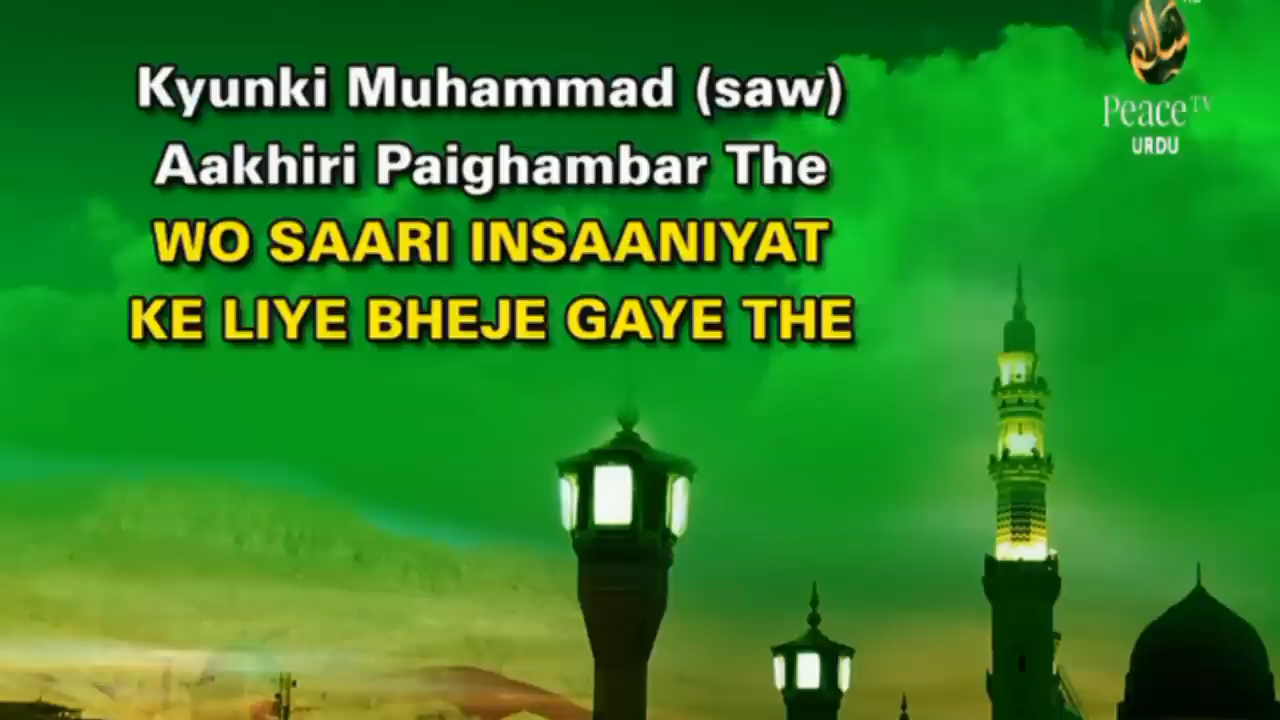 Kyunki Muhammad (saw)
Aakhiri Paighambar The
WO SAARI INSAANIYAT
KE LIYE BHEJE GAYE THE
Peace TV
URDU